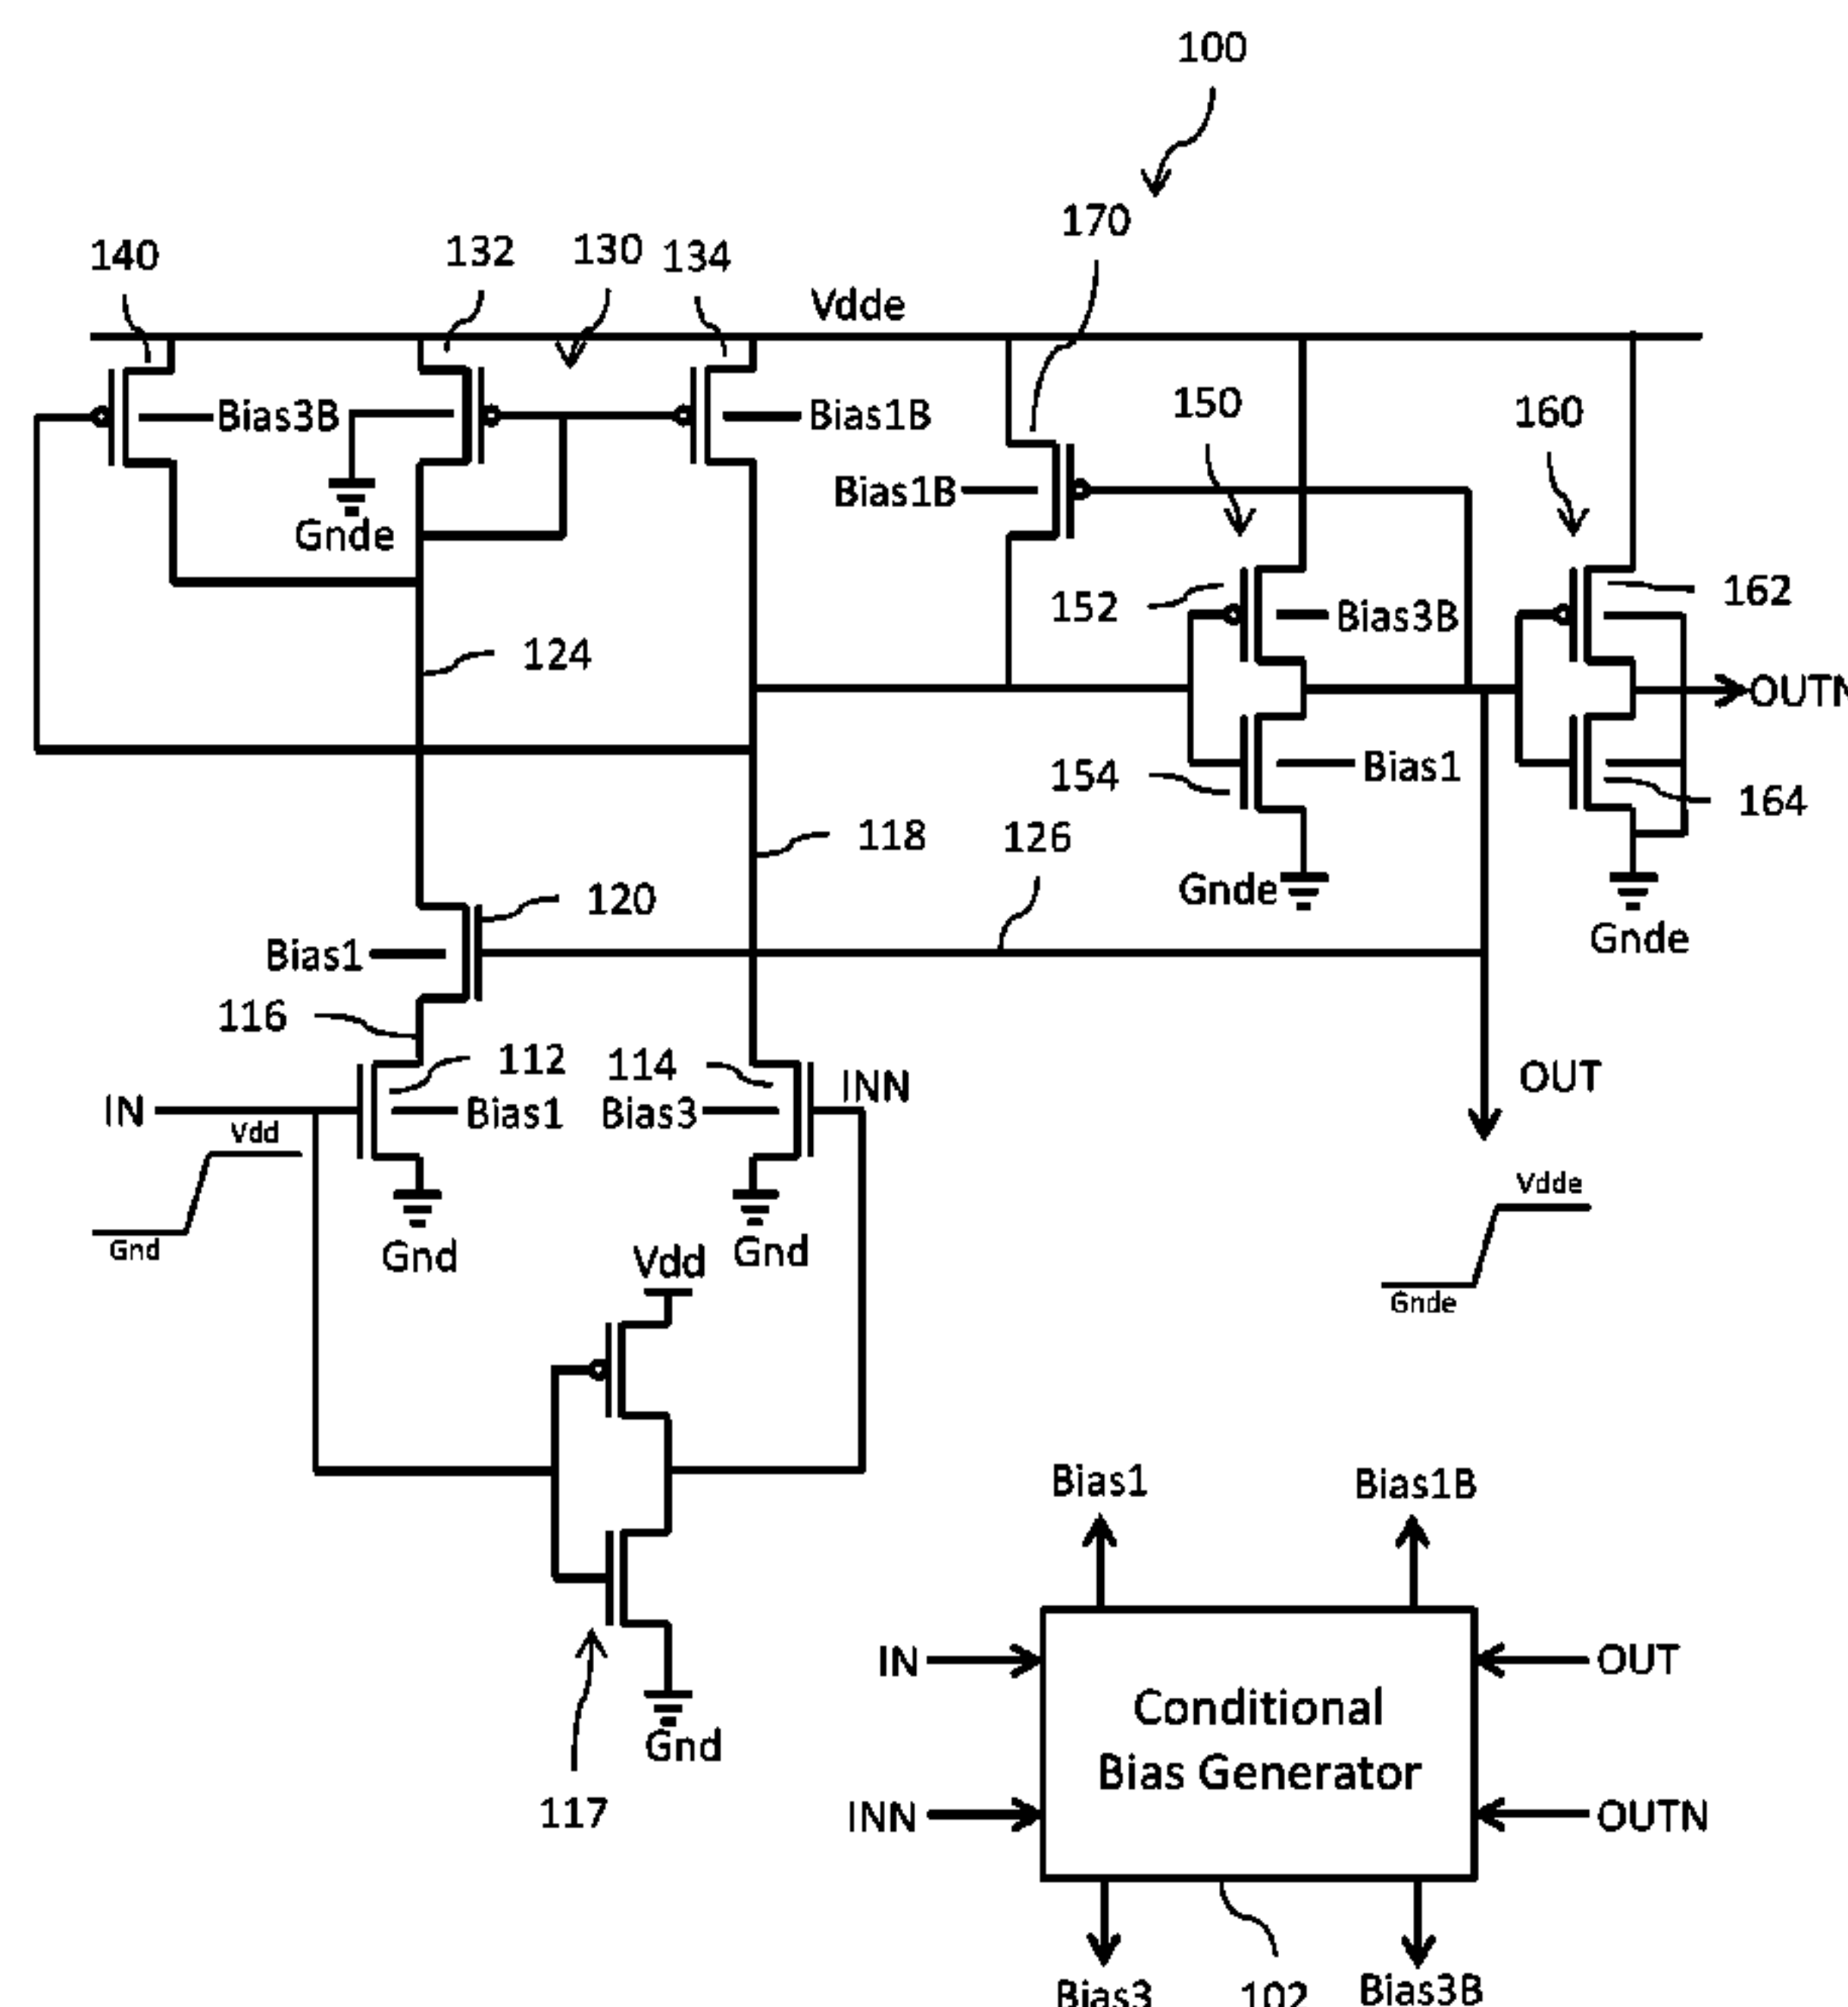 100
170
140
132
130
134
Vdde
Bias3B
Bias1B
150
160
Gnde
Bias1B
152
Bias3B
162
124
OUTN
154
Bias1
164
118
126
Gnde
120
Gnde
Bias1
116
112
114
INN
OUT
IN
Bias1
Bias3
Vdd
Vdde
Gnd
Gnd
Gnd
Vdd
Gnde
Bias1
Bias1B
IN
OUT
Conditional
Bias Generator
Gnd
117
INN
OUTN
Bias3
102
Bias3B